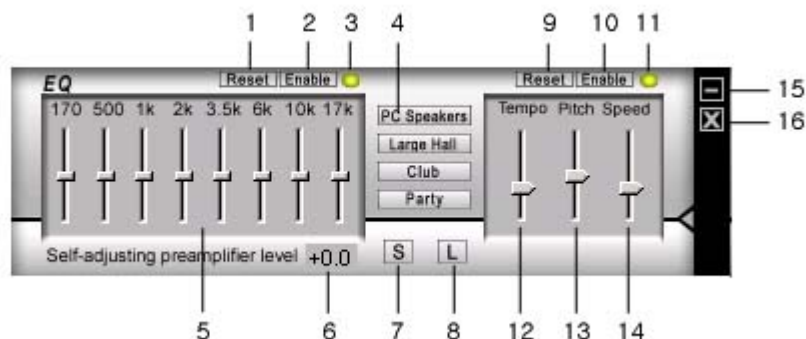 1 2 3 4 9 10 11
EQ Reset Enable Reset Enable
170 500 1k 2k 3.5k 6k 10k 17k PC Speakers Tempo Pitch Speed 15
Large Hall 16
Club
Party
Self-adjusting preamplifier level +0.0 S L
5 6 7 8 12 13 14